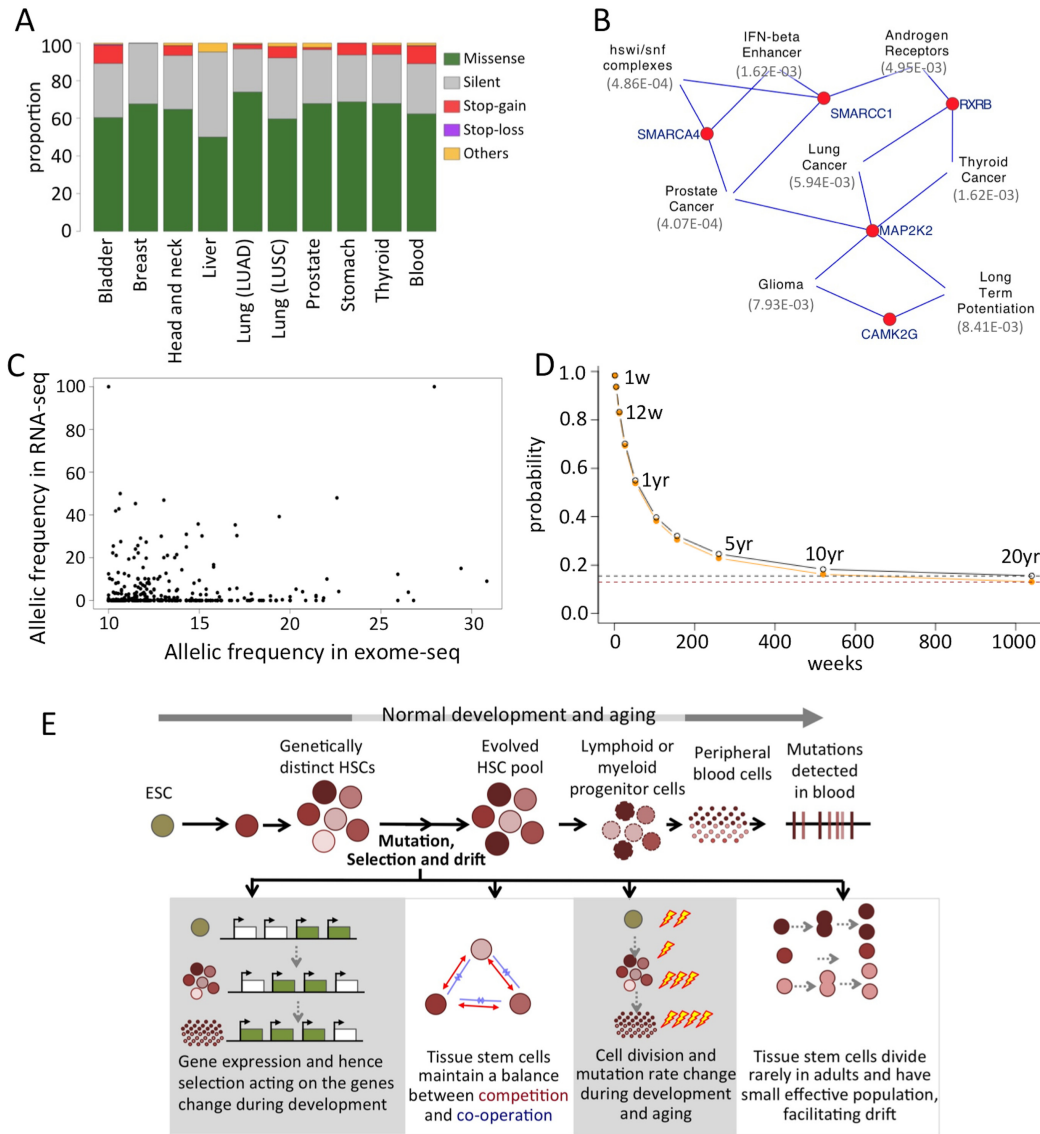 A
100
80
60
40
20
0
proportion
Missense
Silent
Stop-gain
Stop-loss
Others
Bladder
Breast
Head and neck
Liver
Lung (LUAD)
Lung (LUSC)
Prostate
Stomach
Thyroid
Blood
B
hswi/snf
complexes
(4.86E-04)
IFN-beta
Enhancer
(1.62E-03)
Androgen
Receptors
(4.95E-03)
SMARCC1
RXRB
SMARCA4
Lung
Cancer
(5.94E-03)
Thyroid
Cancer
(1.62E-03)
Prostate
Cancer
(4.07E-04)
MAP2K2
Glioma
(7.93E-03)
Long
Term
Potentiation
(8.41E-03)
CAMK2G
C
Allelic frequency in RNA-seq
100
80
60
40
20
0
10
15
20
25
30
Allelic frequency in exome-seq
D
probability
1.0
0.8
0.6
0.4
0.2
0.0
1w
12w
1yr
5yr
10yr
20yr
0
200
400
600
800
1000
weeks
E
Normal development and aging
ESC
Genetically
distinct HSCs
Evolved
HSC pool
Lymphoid or
myeloid
progenitor cells
Peripheral
blood cells
Mutations
detected
in blood
Mutation,
Selection and drift
Gene expression and hence
selection acting on the genes
change during development
Tissue stem cells
maintain a balance
between competition
and co-operation
Cell division and
mutation rate change
during development
and aging
Tissue stem cells divide
rarely in adults and have
small effective population,
facilitating drift